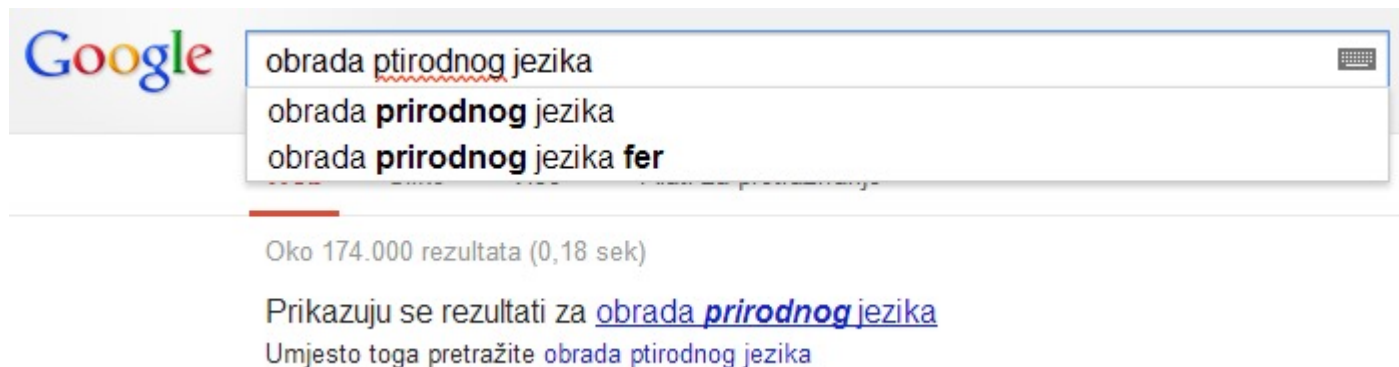 Google
obrada ptirodnog jezika
obrada prirodnog jezika
obrada prirodnog jezika fer
Oko 174.000 rezultata (0,18 sek)
Prikazuju se rezultati za obrada prirodnog jezika
Umjesto toga pretražite obrada ptirodnog jezika